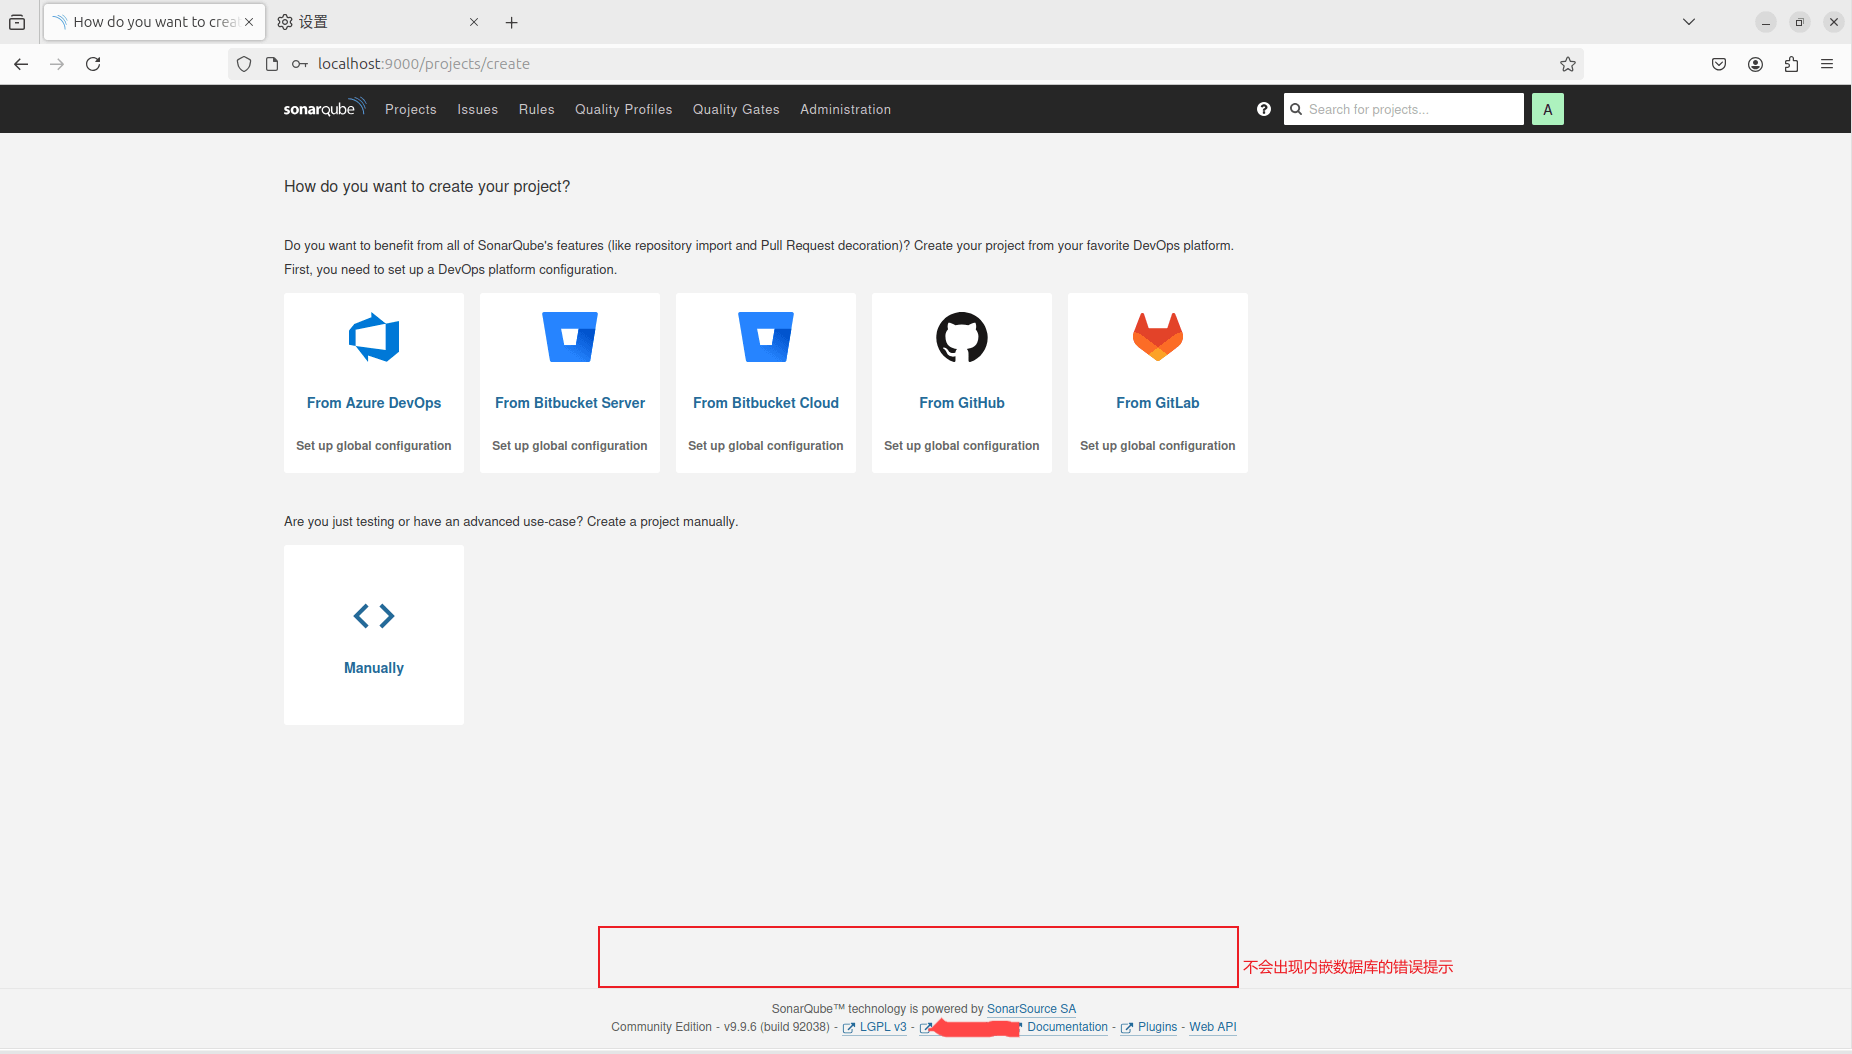 How do you want to crea
设置
localhost:9000/projects/create
sonarqube Projects Issues Rules Quality Profiles Quality Gates Administration Search for projects... A
How do you want to create your project?
Do you want to benefit from all of SonarQube's features (like repository import and Pull Request decoration)? Create your project from your favorite DevOps platform.
First, you need to set up a DevOps platform configuration.
From Azure DevOps From Bitbucket Server From Bitbucket Cloud From GitHub From GitLab
Set up global configuration Set up global configuration Set up global configuration Set up global configuration Set up global configuration
Are you just testing or have an advanced use-case? Create a project manually.
Manually
不会出现内嵌数据库的错误提示
SonarQube™ technology is powered by SonarSource SA
Community Edition - v9.9.6 (build 92038) - LGPL v3 - Documentation - Plugins - Web API